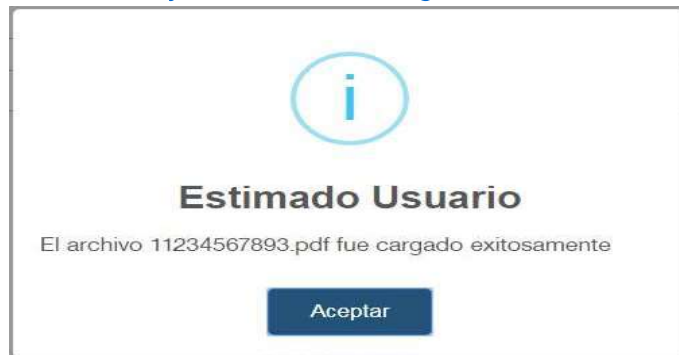 i
Estimado Usuario
El archivo 11234567893.pdf fue cargado exitosamente
Aceptar